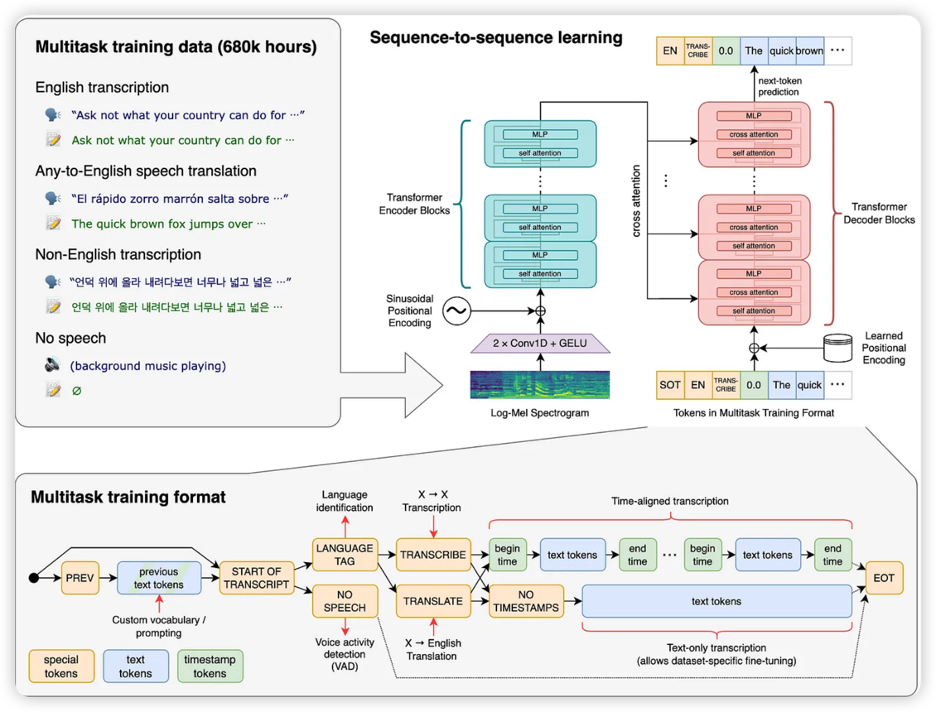 Multitask training data (680k hours)
English transcription
“Ask not what your country can do for ⋯”
Ask not what your country can do for ⋯
Any-to-English speech translation
“El rápido zorro marrón salta sobre ⋯”
The quick brown fox jumps over ⋯
Non-English transcription
“언덕 위에 올라 내려다보면 너무나 넓고 넓은 ⋯”
언덕 위에 올라 내려다보면 너무나 넓고 넓은 ⋯
No speech
(background music playing)
∅
Sequence-to-sequence learning
EN TRANS-CRIBE 0.0 The quick brown ⋯
next-token
prediction
MLP
self attention
MLP
self attention
MLP
self attention
Transformer
Encoder Blocks
cross attention
MLP
cross attention
self attention
MLP
cross attention
self attention
MLP
cross attention
self attention
Transformer
Decoder Blocks
Sinusoidal
Positional
Encoding
~
2 × Conv1D + GELU
Log-Mel Spectrogram
Learned
Positional
Encoding
SOT EN TRANS-CRIBE 0.0 The quick ⋯
Tokens in Multitask Training Format
Multitask training format
Language
identification
X → X
Transcription
Time-aligned transcription
PREV
previous
text tokens
START OF
TRANSCRIPT
LANGUAGE
TAG
TRANSCRIBE
begin
time
text tokens
end
time
⋯
begin
time
text tokens
end
time
NO
SPEECH
TRANSLATE
NO
TIMESTAMPS
text tokens
EOT
Custom vocabulary /
prompting
Voice activity
detection
(VAD)
X → English
Translation
Text-only transcription
(allows dataset-specific fine-tuning)
special
tokens
text
tokens
timestamp
tokens